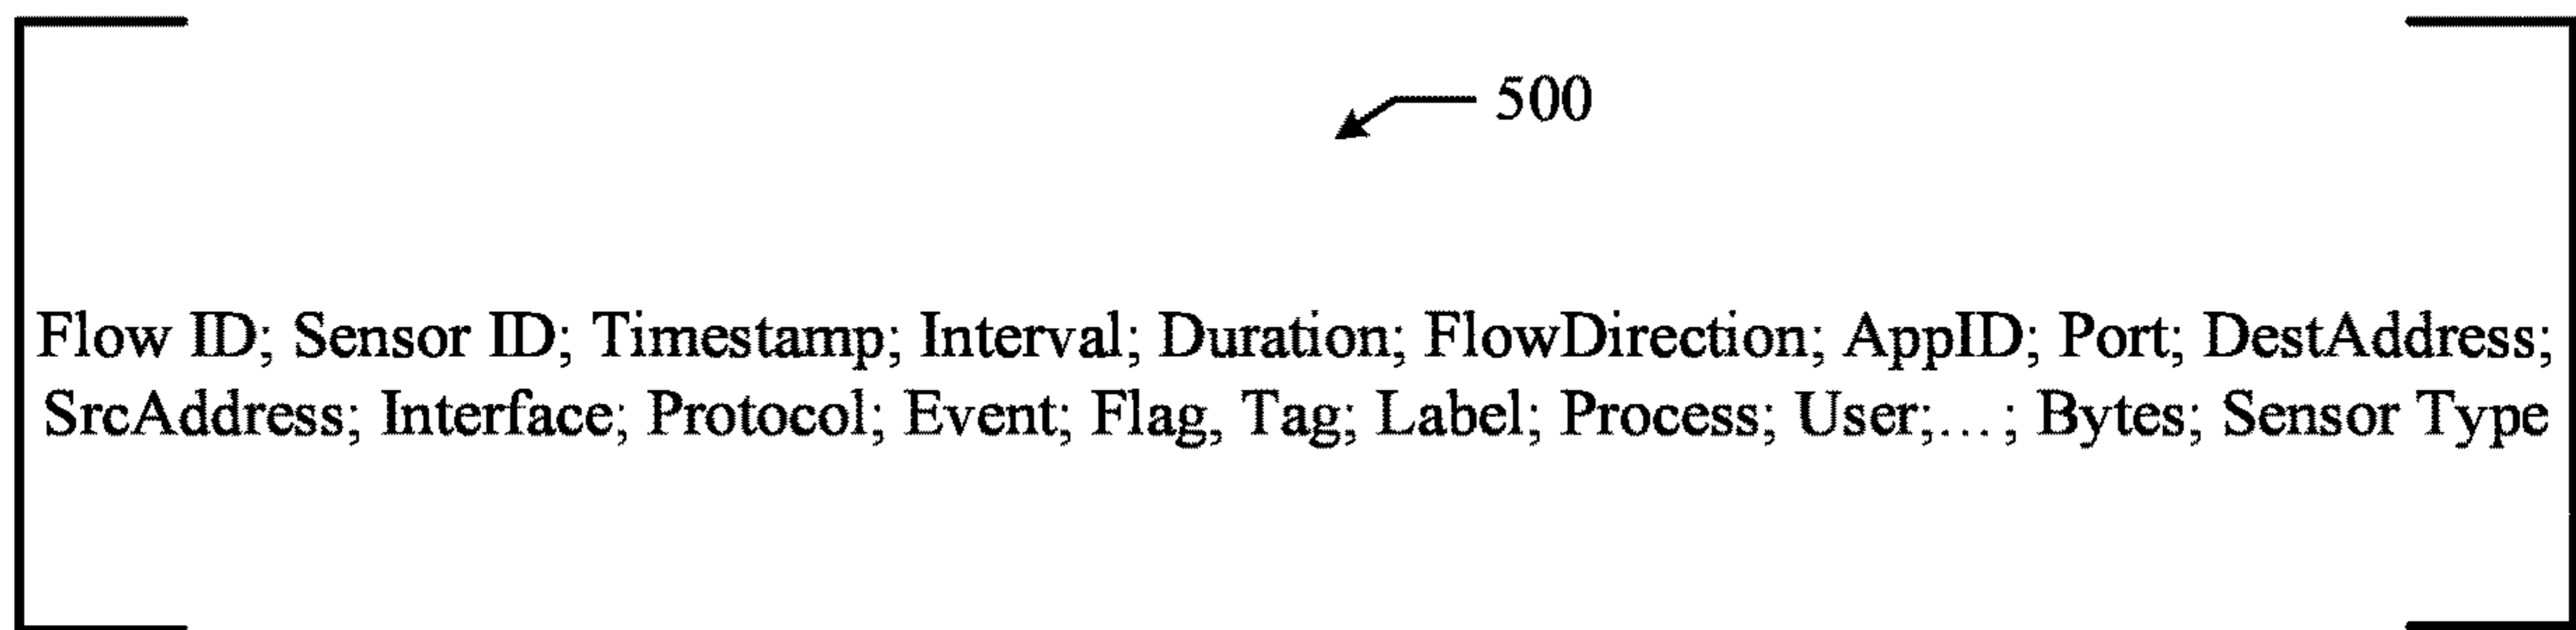 500
Flow ID; Sensor ID; Timestamp; Interval; Duration; FlowDirection; AppID; Port; DestAddress;
SrcAddress; Interface; Protocol; Event; Flag, Tag; Label; Process; User;...; Bytes; Sensor Type